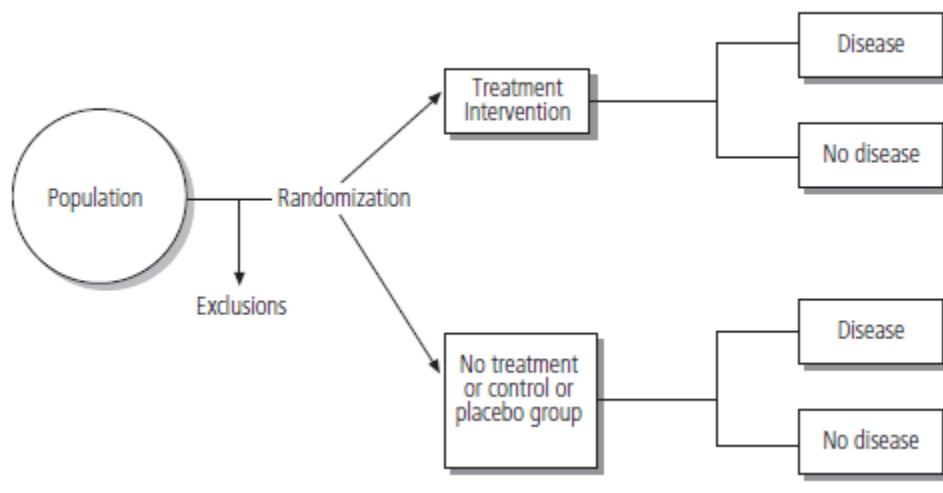 Population
Exclusions
Randomization
Treatment
Intervention
Disease
No disease
No treatment
or control or
placebo group
Disease
No disease